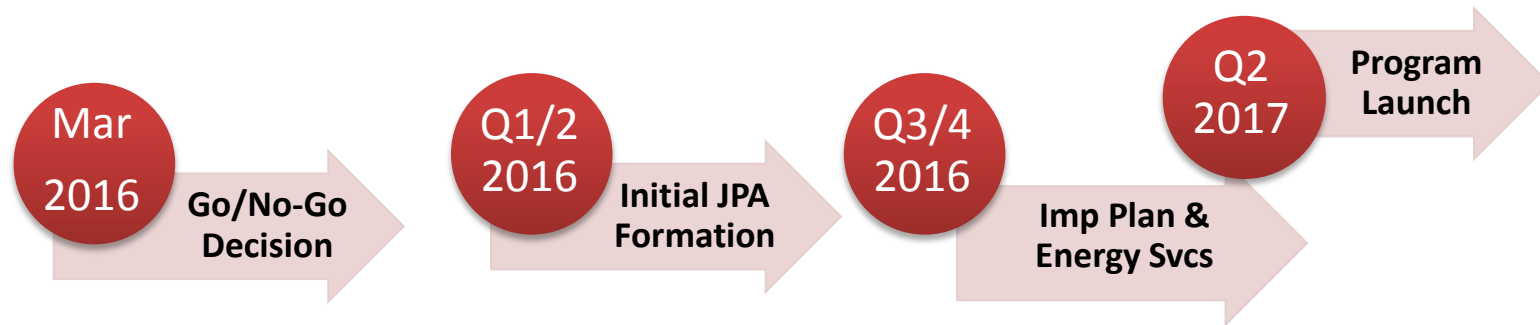 Mar
2016
Go/No-Go
Decision
Q1/2
2016
Initial JPA
Formation
Q3/4
2016
Imp Plan &
Energy Svcs
Q2
2017
Program
Launch